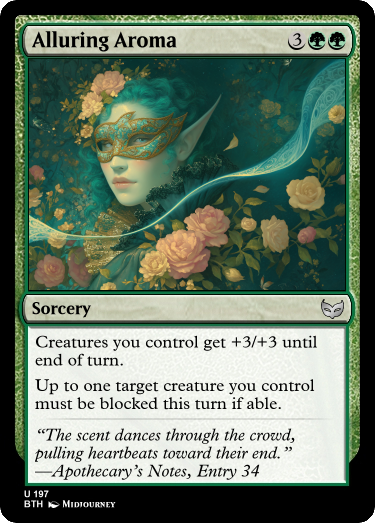 Alluring Aroma 3
Sorcery
Creatures you control get +3/+3 until
end of turn.
Up to one target creature you control
must be blocked this turn if able.
"The scent dances through the crowd,
pulling heartbeats toward their end."
—Apothecary's Notes, Entry 34
U 197
BTH Midjourney